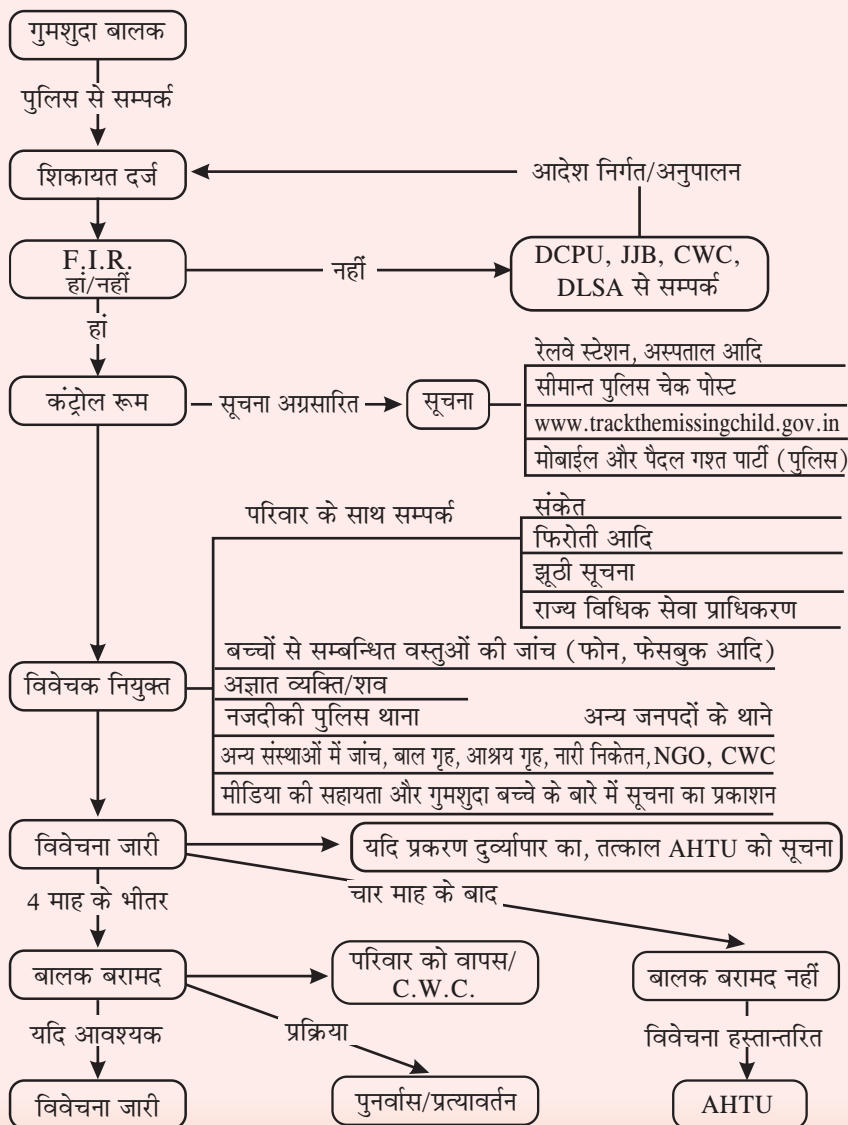 गुमशुदा बालक
पुलिस से सम्पर्क
शिकायत दर्ज
आदेश निर्गत/अनुपालन
F.I.R.
हां/नहीं
नहीं
DCPU, JJB, CWC,
DLSA से सम्पर्क
हां
कंट्रोल रूम
सूचना अग्रसारित
सूचना
रेलवे स्टेशन, अस्पताल आदि
सीमान्त पुलिस चेक पोस्ट
www.trackthemissingchild.gov.in
मोबाईल और पैदल गश्त पार्टी (पुलिस)
परिवार के साथ सम्पर्क
संकेत
फिरोती आदि
झूठी सूचना
राज्य विधिक सेवा प्राधिकरण
विवेचक नियुक्त
बच्चों से सम्बन्धित वस्तुओं की जांच (फोन, फेसबुक आदि)
अज्ञात व्यक्ति/शव
नजदीकी पुलिस थाना अन्य जनपदों के थाने
अन्य संस्थाओं में जांच, बाल गृह, आश्रय गृह, नारी निकेतन, NGO, CWC
मीडिया की सहायता और गुमशुदा बच्चे के बारे में सूचना का प्रकाशन
विवेचना जारी
यदि प्रकरण दुर्व्यापार का, तत्काल AHTU को सूचना
4 माह के भीतर
चार माह के बाद
बालक बरामद
परिवार को वापस/
C.W.C.
बालक बरामद नहीं
यदि आवश्यक
प्रक्रिया
विवेचना हस्तान्तरित
विवेचना जारी
पुनर्वास/प्रत्यावर्तन
AHTU